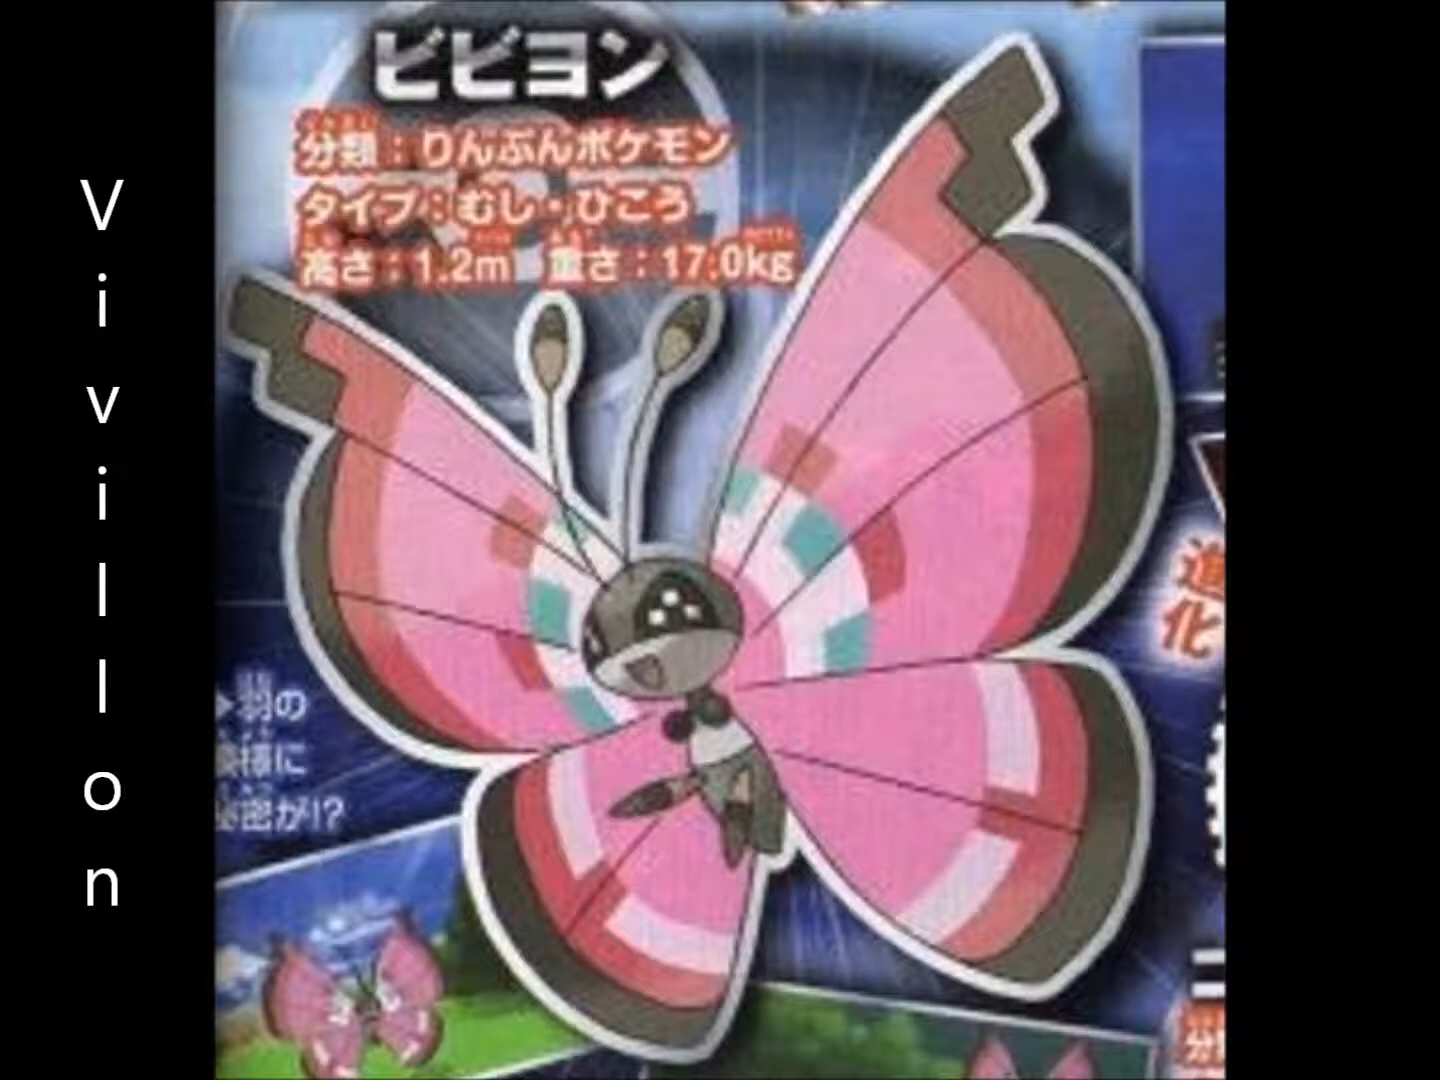 Vivillon
ビビヨン
分類：りんぷんポケモン
タイプ：むし・ひこう
高さ：1.2m 重さ：17.0kg
進化
羽の
模様に
秘密が!?